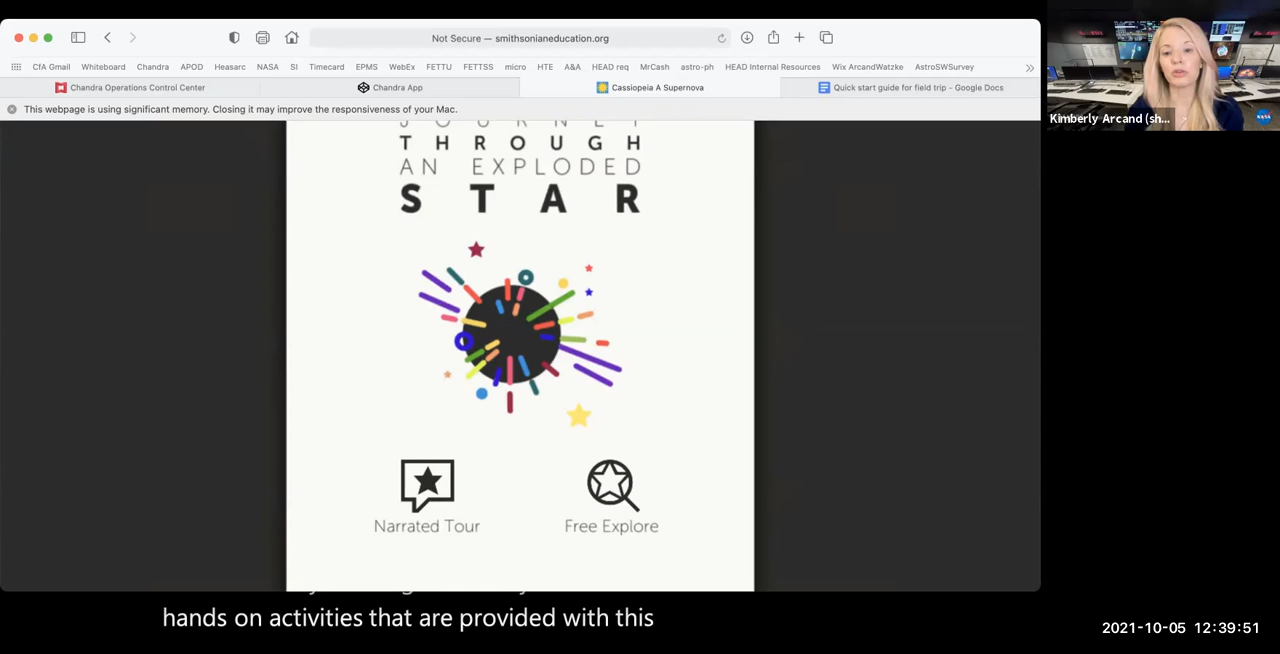 Not Secure — smithsonianeducation.org
CfA Gmail Whiteboard Chandra APOD Heasarc NASA SI Timecard EPMS WebEx FETTU FETTSS micro HTE A&A HEAD req MrCash astro-ph HEAD Internal Resources Wix ArcandWatzke AstroSWSurvey
Chandra Operations Control Center Chandra App Cassiopeia A Supernova Quick start guide for field trip - Google Docs
This webpage is using significant memory. Closing it may improve the responsiveness of your Mac.
Kimberly Arcand (sh...
NASA
JOURNEY
THROUGH
AN EXPLODED
STAR
Narrated Tour Free Explore
hands on activities that are provided with this
2021-10-05 12:39:51